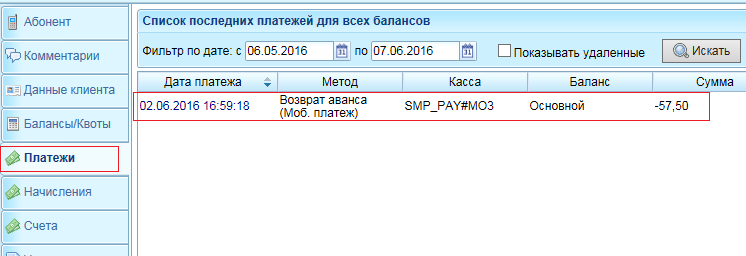 Абонент
Комментарии
Данные клиента
Балансы/Квоты
Платежи
Начисления
Счета
Список последних платежей для всех балансов
Фильтр по дате: с 06.05.2016 по 07.06.2016 Показывать удаленные Искать
Дата платежа Метод Касса Баланс Сумма
02.06.2016 16:59:18 Возврат аванса (Моб. платеж) SMP_PAY#МОЗ Основной -57,50